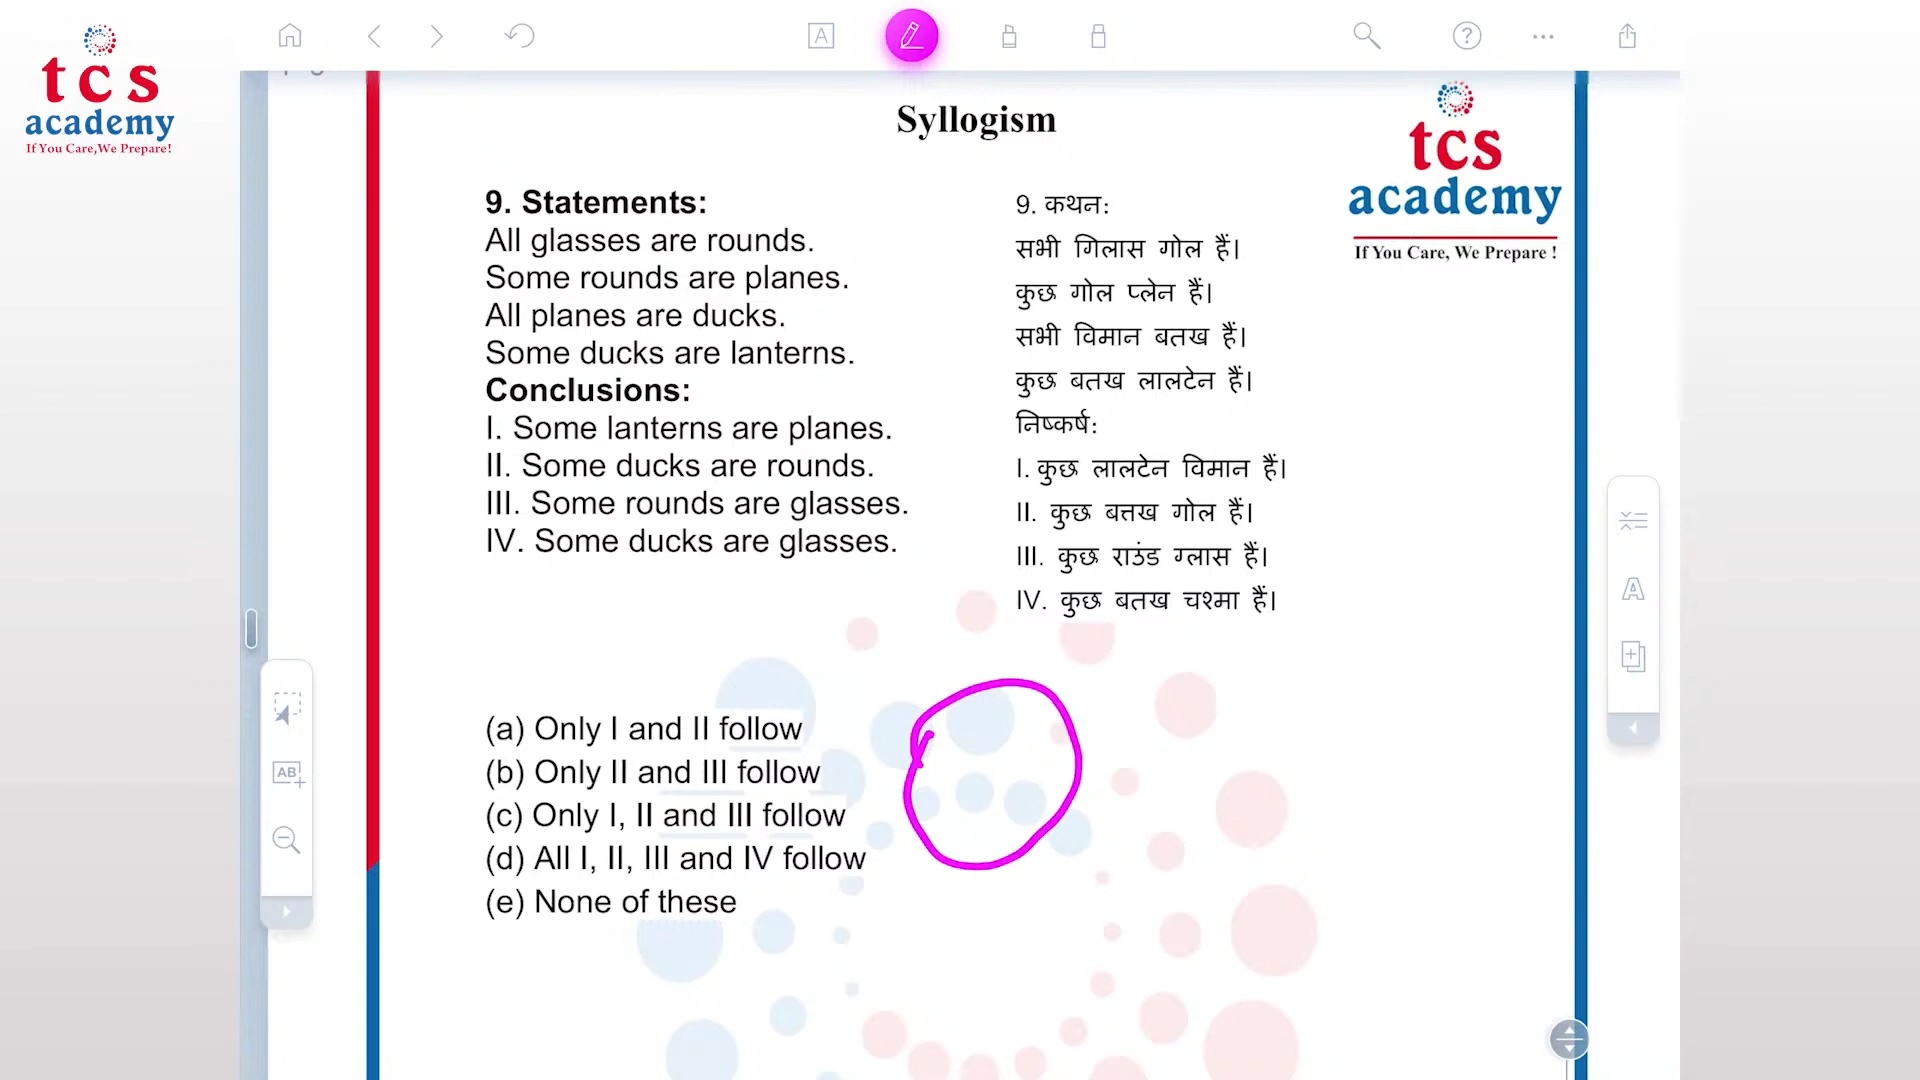 tcs
academy
If You Care,We Prepare!
Syllogism
tcs
academy
If You Care, We Prepare !
9. Statements:
All glasses are rounds.
Some rounds are planes.
All planes are ducks.
Some ducks are lanterns.
Conclusions:
I. Some lanterns are planes.
II. Some ducks are rounds.
III. Some rounds are glasses.
IV. Some ducks are glasses.
9. कथन:
सभी गिलास गोल हैं।
कुछ गोल प्लेन हैं।
सभी विमान बतख हैं।
कुछ बतख लालटेन हैं।
निष्कर्ष:
I. कुछ लालटेन विमान हैं।
II. कुछ बत्तख गोल हैं।
III. कुछ राउंड ग्लास हैं।
IV. कुछ बतख चश्मा हैं।
(a) Only I and II follow
(b) Only II and III follow
(c) Only I, II and III follow
(d) All I, II, III and IV follow
(e) None of these